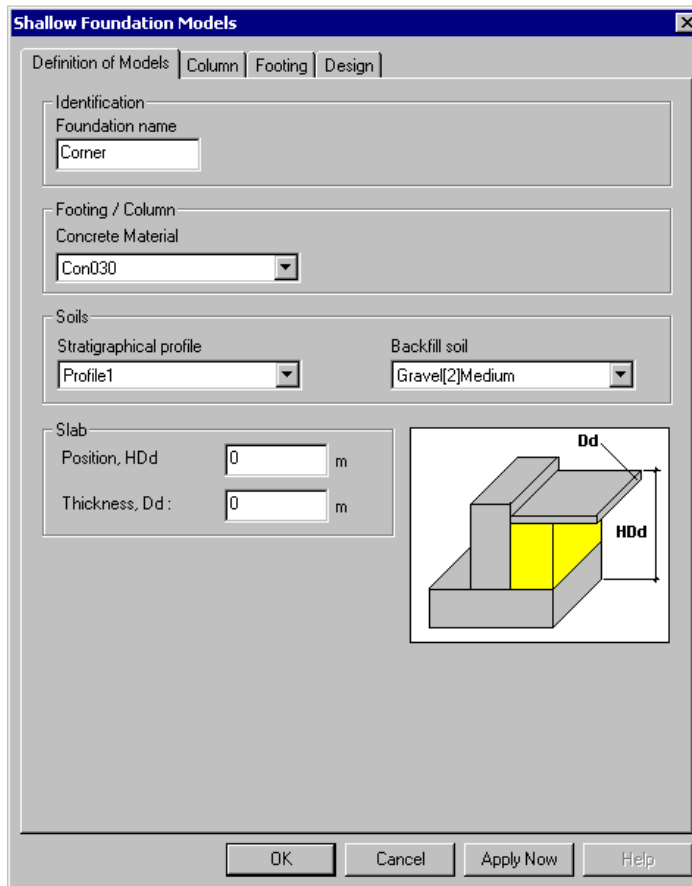 Shallow Foundation Models
Definition of Models Column Footing Design
Identification
Foundation name
Corner
Footing / Column
Concrete Material
Con030
Soils
Stratigraphical profile Backfill soil
Profile1 Gravel[2]Medium
Slab
Position, HDd 0 m
Thickness, Dd : 0 m
Dd
HDd
OK Cancel Apply Now Help